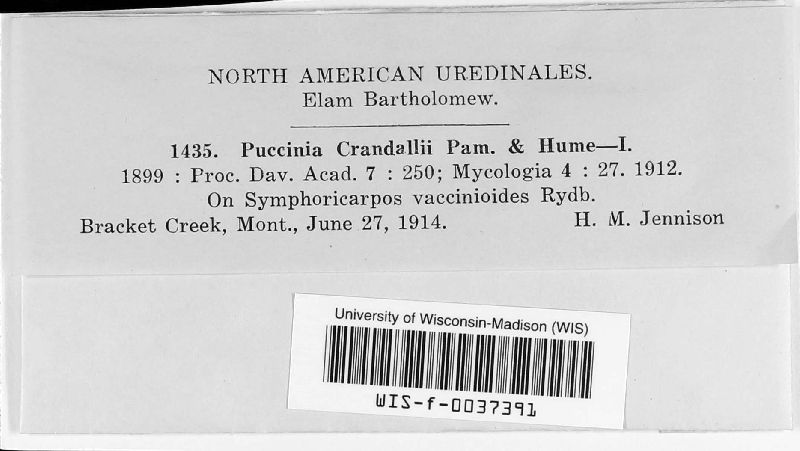 NORTH AMERICAN UREDINALES.
Elam Bartholomew.
1435. Puccinia Crandallii Pam. & Hume—I.
1899 : Proc. Dav. Acad. 7 : 250; Mycologia 4 : 27. 1912.
On Symphoricarpos vaccinioides Rydb.
Bracket Creek, Mont., June 27, 1914. H. M. Jennison
University of Wisconsin-Madison (WIS)
WIS-f-0037391